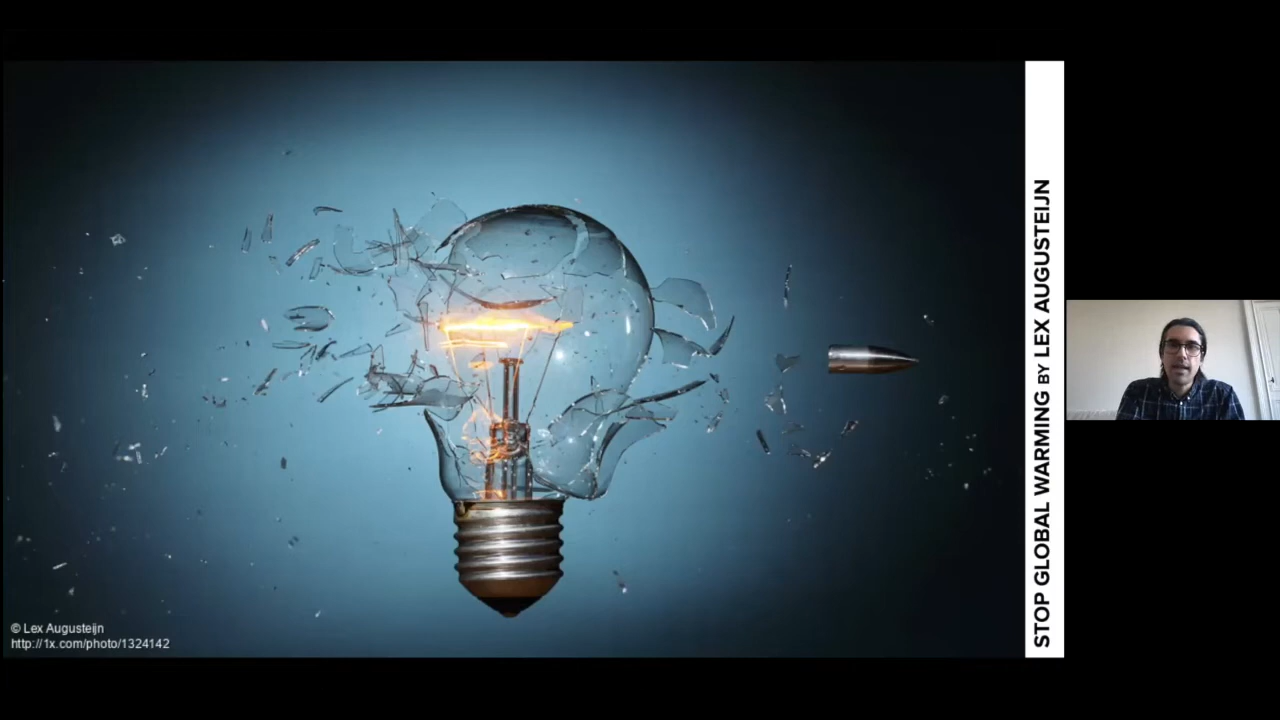 STOP GLOBAL WARMING BY LEX AUGUSTEIJN
© Lex Augusteijn
http://1x.com/photo/1324142